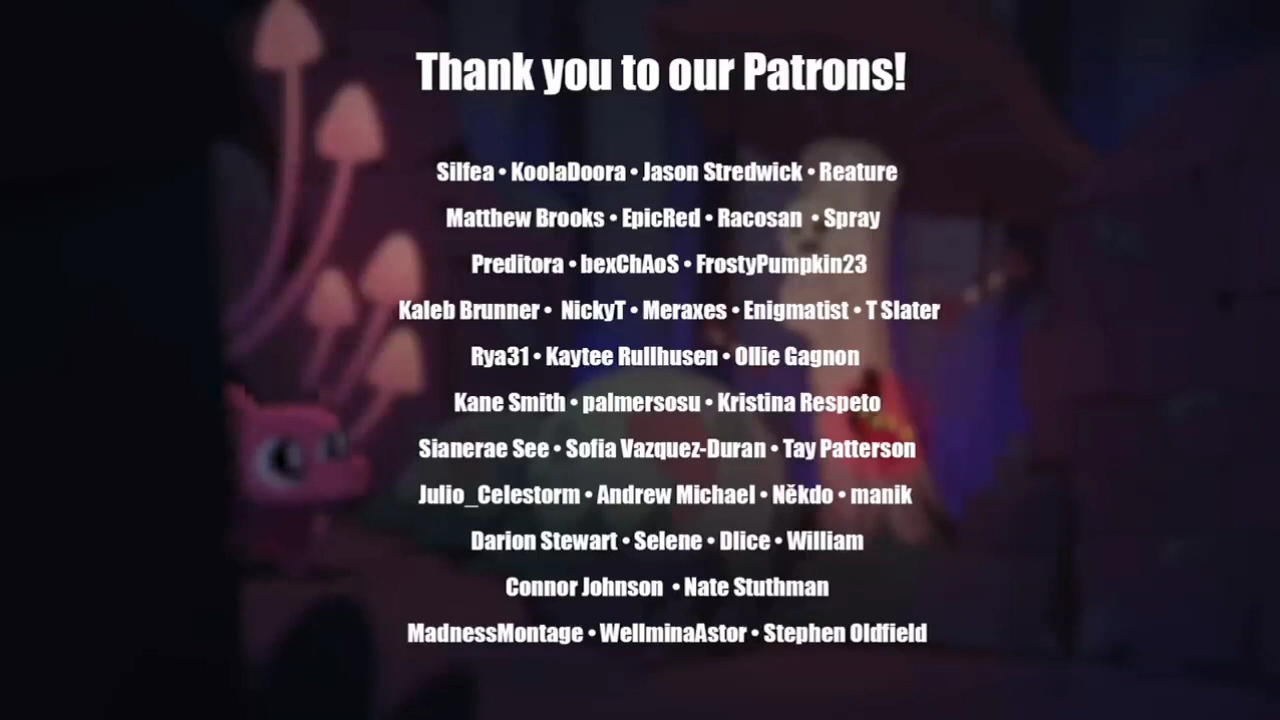 Thank you to our Patrons!
Silfea • KoolaDoora • Jason Stredwick • Reature
Matthew Brooks • EpicRed • Racosan • Spray
Preditora • bexChAoS • FrostyPumpkin23
Kaleb Brunner • NickyT • Meraxes • Enigmatist • T Slater
Rya31 • Kaytee Rullhusen • Ollie Gagnon
Kane Smith • palmersosu • Kristina Respeto
Sianerae See • Sofia Vazquez-Duran • Tay Patterson
Julio_Celestorm • Andrew Michael • Někdo • manik
Darion Stewart • Selene • Dlice • William
Connor Johnson • Nate Stuthman
MadnessMontage • WellminaAstor • Stephen Oldfield